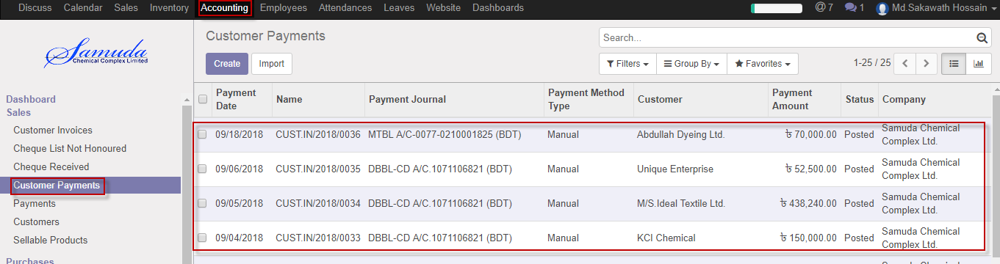 Discuss Calendar Sales Inventory Accounting Employees Attendances Leaves Website Dashboards @ 7 1 Md.Sakawath Hossain
Samuda
Chemical Complex Limited
Customer Payments
Search...
Create Import
Filters Group By Favorites 1-25 / 25
Dashboard
Sales
Customer Invoices
Cheque List Not Honoured
Cheque Received
Customer Payments
Payments
Customers
Sellable Products
Purchases
Payment Date Name Payment Journal Payment Method Type Customer Payment Amount Status Company
09/18/2018 CUST.IN/2018/0036 MTBL A/C-0077-0210001825 (BDT) Manual Abdullah Dyeing Ltd. ৳ 70,000.00 Posted Samuda Chemical Complex Ltd.
09/06/2018 CUST.IN/2018/0035 DBBL-CD A/C.1071106821 (BDT) Manual Unique Enterprise ৳ 52,500.00 Posted Samuda Chemical Complex Ltd.
09/05/2018 CUST.IN/2018/0034 DBBL-CD A/C.1071106821 (BDT) Manual M/S.Ideal Textile Ltd. ৳ 438,240.00 Posted Samuda Chemical Complex Ltd.
09/04/2018 CUST.IN/2018/0033 DBBL-CD A/C.1071106821 (BDT) Manual KCI Chemical ৳ 150,000.00 Posted Samuda Chemical Complex Ltd.